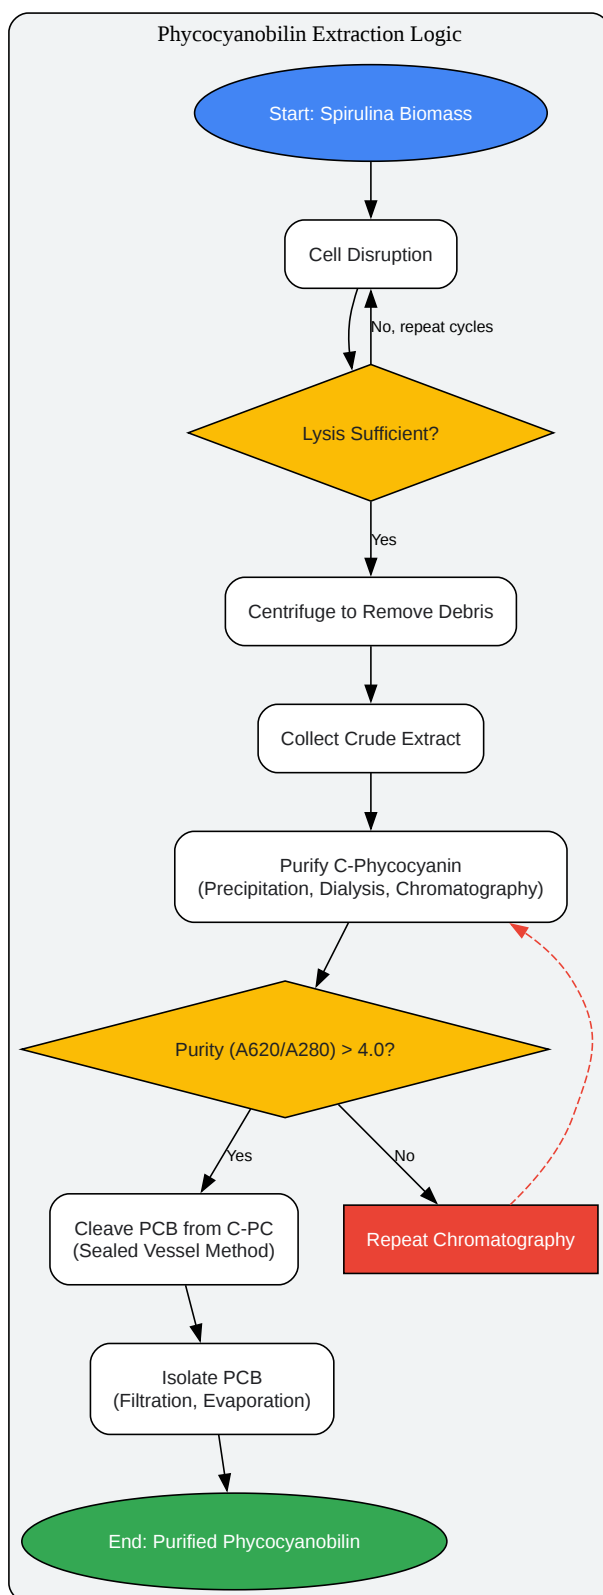 Phycocyanobilin Extraction Logic
Start: Spirulina Biomass
Cell Disruption
No, repeat cycles
Lysis Sufficient?
Yes
Centrifuge to Remove Debris
Collect Crude Extract
Purify C-Phycocyanin
(Precipitation, Dialysis, Chromatography)
Purity (A620/A280) > 4.0?
Yes
No
Cleave PCB from C-PC
(Sealed Vessel Method)
Repeat Chromatography
Isolate PCB
(Filtration, Evaporation)
End: Purified Phycocyanobilin